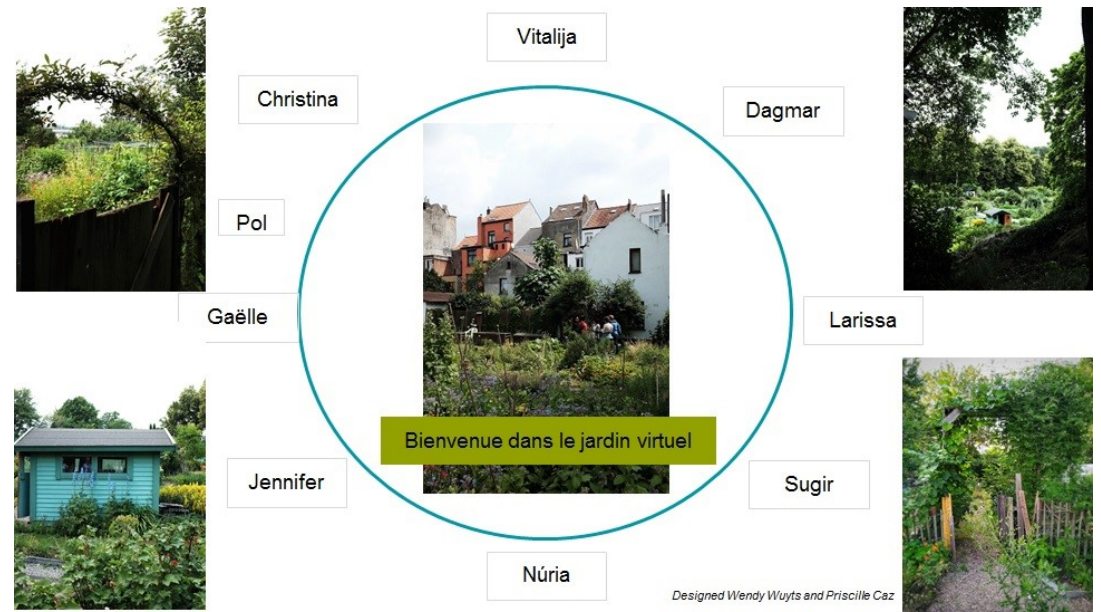 Vitalija
Christina
Dagmar
Pol
Gaëlle
Larissa
Bienvenue dans le jardin virtuel
Jennifer
Sugir
Núria
Designed Wendy Wuyts and Priscille Caz